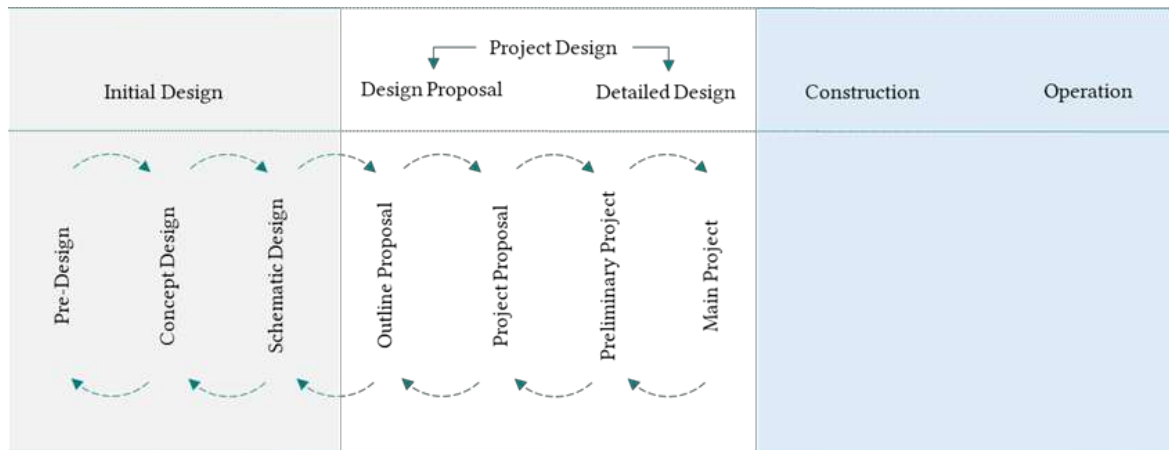 Project Design
Initial Design
Design Proposal
Detailed Design
Construction
Operation
Pre-Design
Concept Design
Schematic Design
Outline Proposal
Project Proposal
Preliminary Project
Main Project